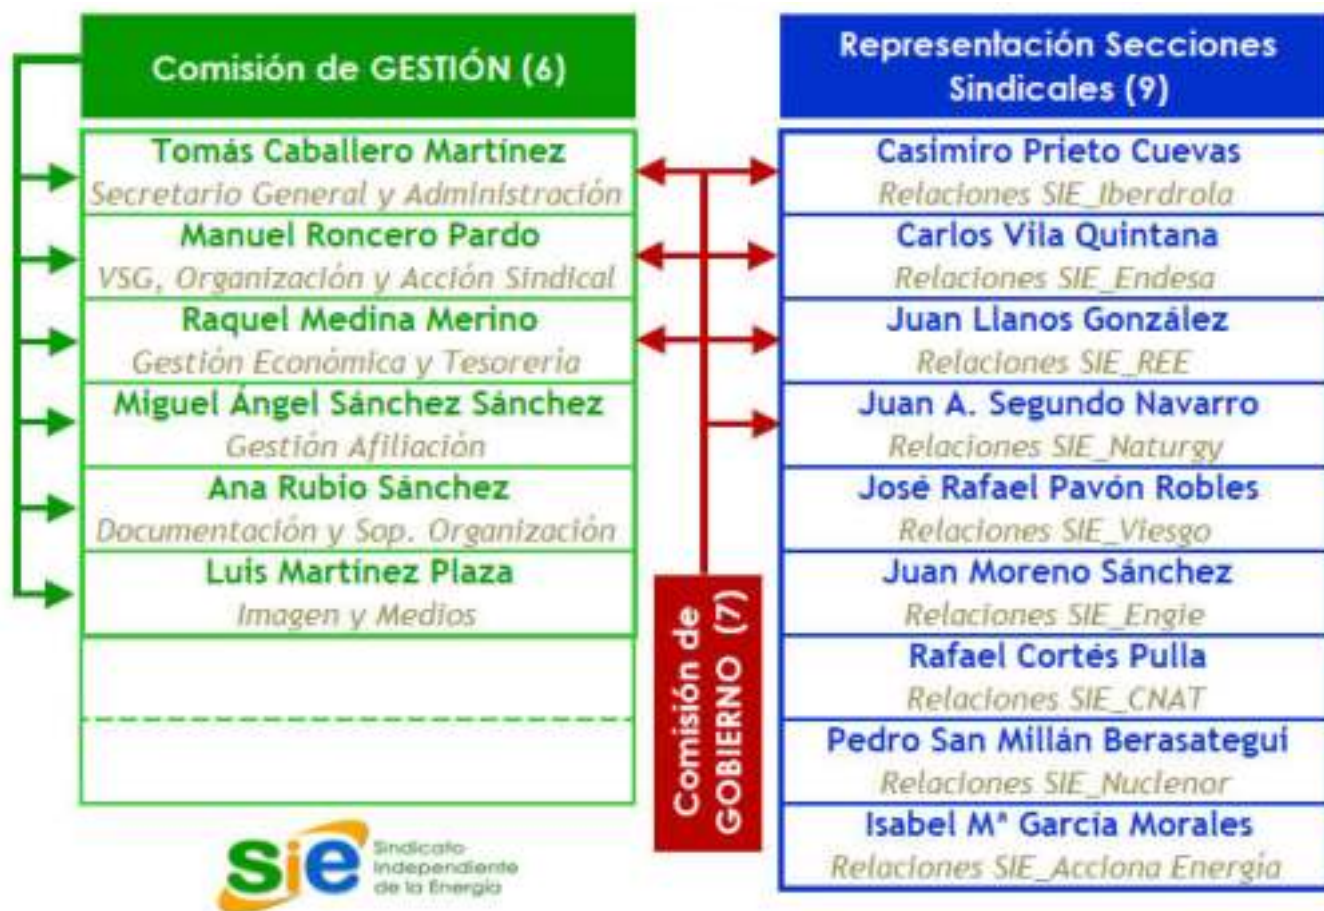 Comisión de GESTIÓN (6)
Tomás Caballero Martínez
Secretario General y Administración
Manuel Roncero Pardo
VSG, Organización y Acción Sindical
Raquel Medina Merino
Gestión Económica y Tesorería
Miguel Ángel Sánchez Sánchez
Gestión Afiliación
Ana Rubio Sánchez
Documentación y Sop. Organización
Luis Martínez Plaza
Imagen y Medios
Comisión de
GOBIERNO (7)
Representación Secciones
Sindicales (9)
Casimiro Prieto Cuevas
Relaciones SIE_Iberdrola
Carlos Vila Quintana
Relaciones SIE_Endesa
Juan Llanos González
Relaciones SIE_REE
Juan A. Segundo Navarro
Relaciones SIE_Naturgy
José Rafael Pavón Robles
Relaciones SIE_Viesgo
Juan Moreno Sánchez
Relaciones SIE_Engie
Rafael Cortés Pulla
Relaciones SIE_CNAT
Pedro San Millán Berasategui
Relaciones SIE_Nuclenor
Isabel Mª García Morales
Relaciones SIE_Acciona Energía
sie
Sindicato
Independiente
de la Energía